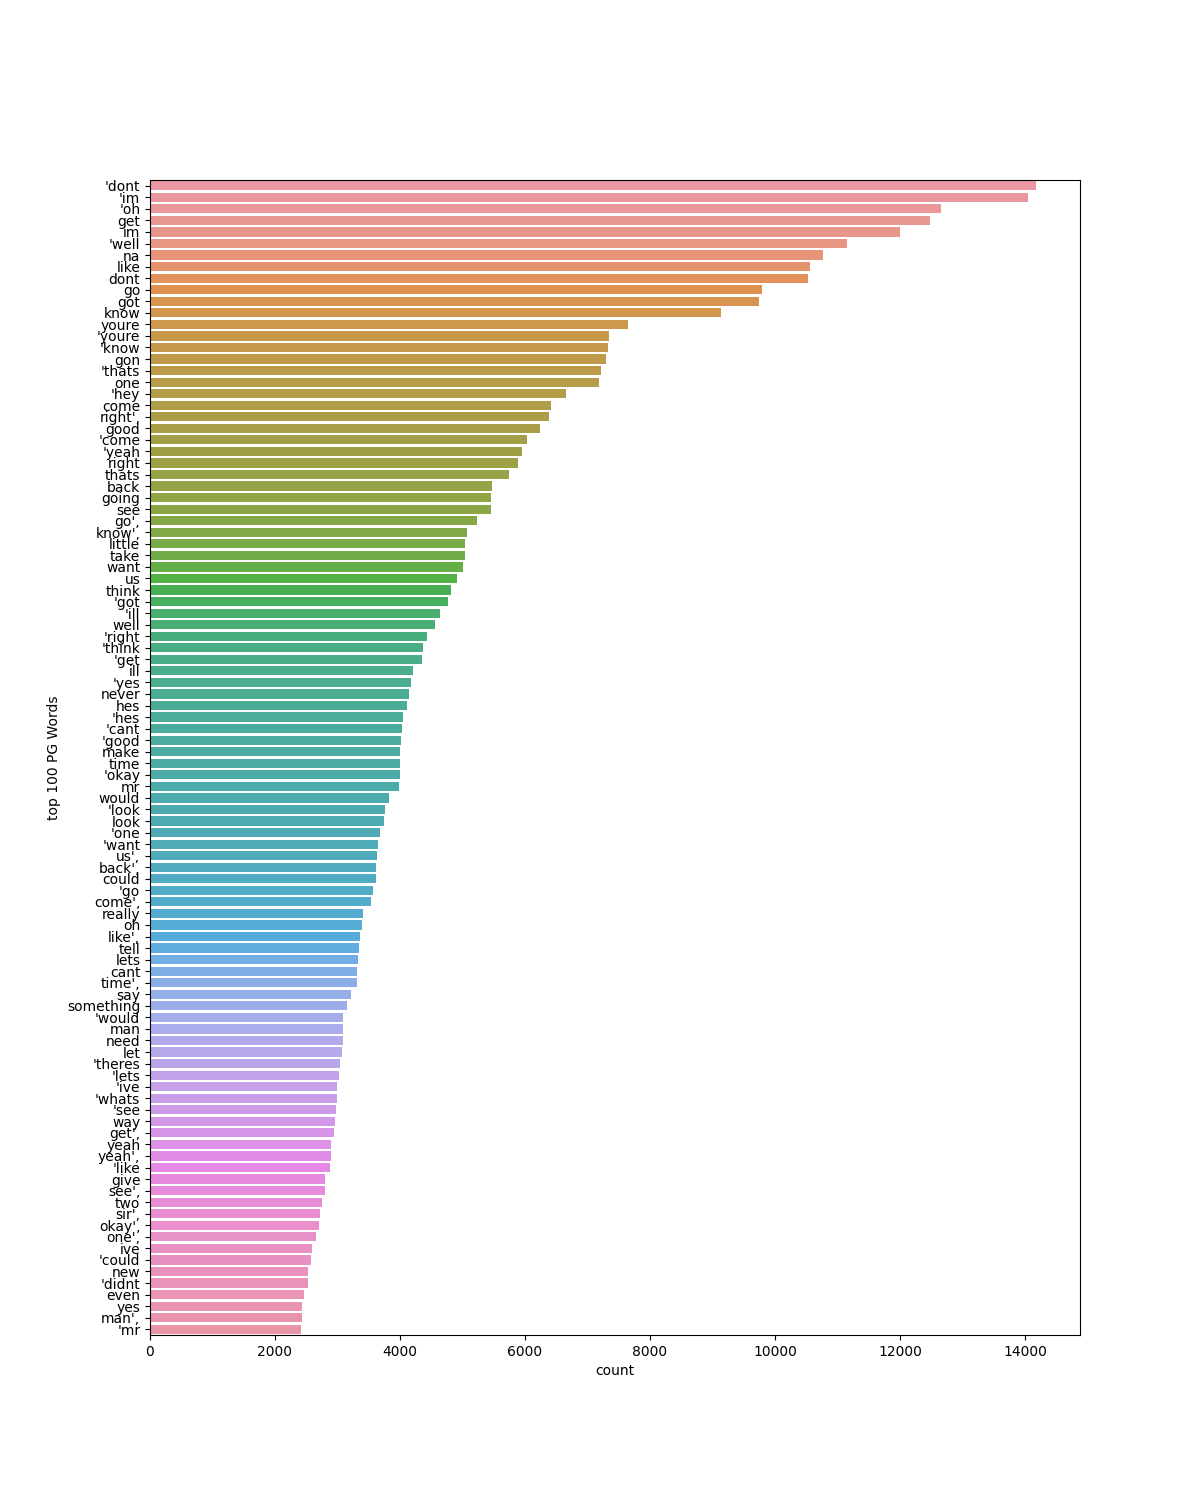 'dont
'im
'oh
get
im
'well
na
like
dont
go
got
know
youre
'youre
'know
gon
'thats
one
'hey
come
right',
good
'come
'yeah
right
thats
back
going
see
go',
know',
little
take
want
us
think
'got
'ill
well
'right
'think
'get
ill
'yes
never
hes
'hes
'cant
'good
make
time
'okay
mr
would
'look
look
'one
'want
us',
back',
could
'go
come',
really
oh
like',
tell
lets
cant
time',
say
something
'would
man
need
let
'theres
'lets
'ive
'whats
'see
way
get',
yeah
yeah',
'like
give
see',
two
sir',
okay',
one',
ive
'could
new
'didnt
even
yes
man',
'mr
top 100 PG Words
0 2000 4000 6000 8000 10000 12000 14000
count